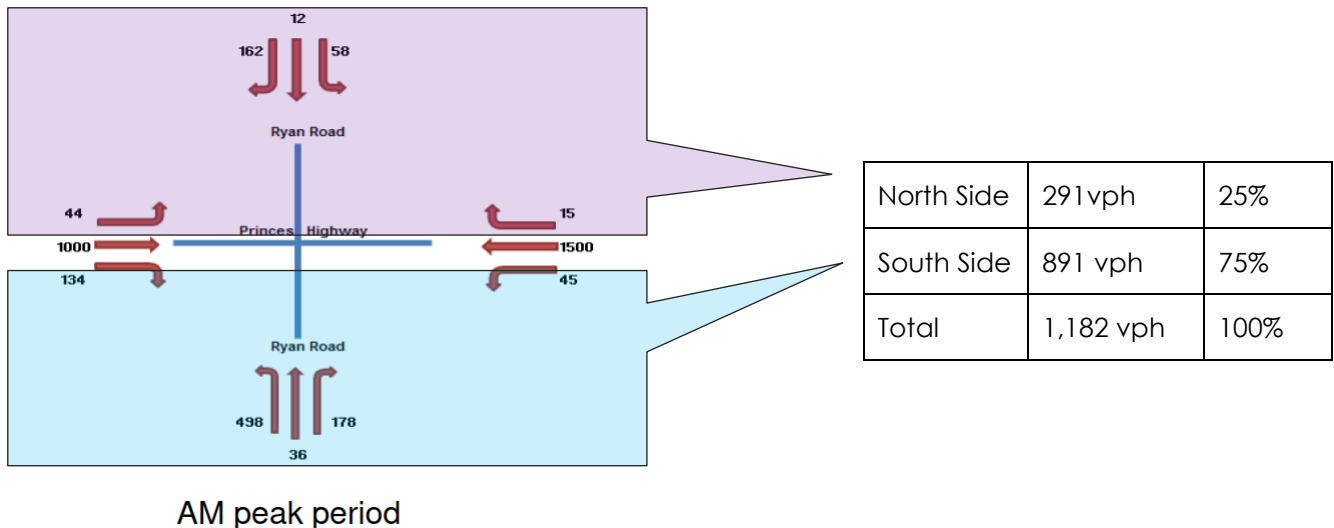 12
162 58
Ryan Road
44 15
Princes Highway
1000 1500
134 45
Ryan Road
498 178
36
AM peak period
North Side 291vph 25%
South Side 891 vph 75%
Total 1,182 vph 100%